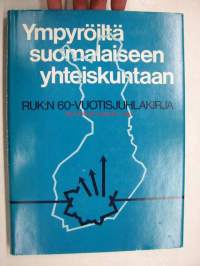 Ympyröiltä
suomalaiseen
yhteiskuntaan
RUK:N 60-VUOTISJUHLAKIRJA